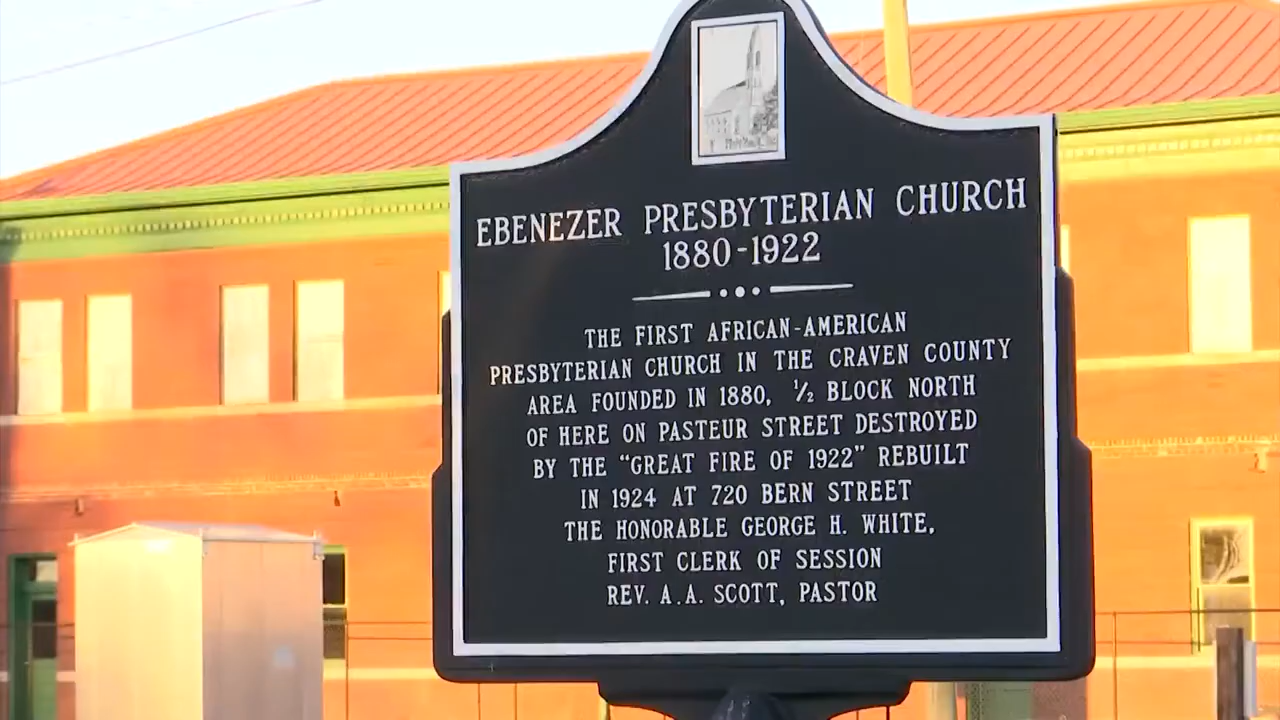 EBENEZER PRESBYTERIAN CHURCH
1880-1922
THE FIRST AFRICAN-AMERICAN
PRESBYTERIAN CHURCH IN THE CRAVEN COUNTY
AREA FOUNDED IN 1880, ½ BLOCK NORTH
OF HERE ON PASTEUR STREET DESTROYED
BY THE "GREAT FIRE OF 1922" REBUILT
IN 1924 AT 720 BERN STREET
THE HONORABLE GEORGE H. WHITE,
FIRST CLERK OF SESSION
REV. A.A. SCOTT, PASTOR